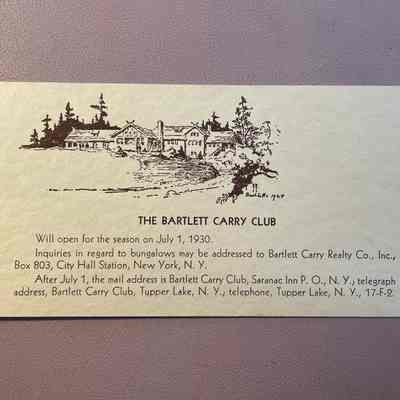 THE BARTLETT CARRY CLUB
Will open for the season on July 1, 1930.
Inquiries in regard to bungalows may be addressed to Bartlett Carry Realty Co., Inc.,
Box 803, City Hall Station, New York, N. Y.
After July 1, the mail address is Bartlett Carry Club, Saranac Inn P. O., N. Y.; telegraph
address, Bartlett Carry Club, Tupper Lake, N. Y.; telephone, Tupper Lake, N. Y., 17-F-2.